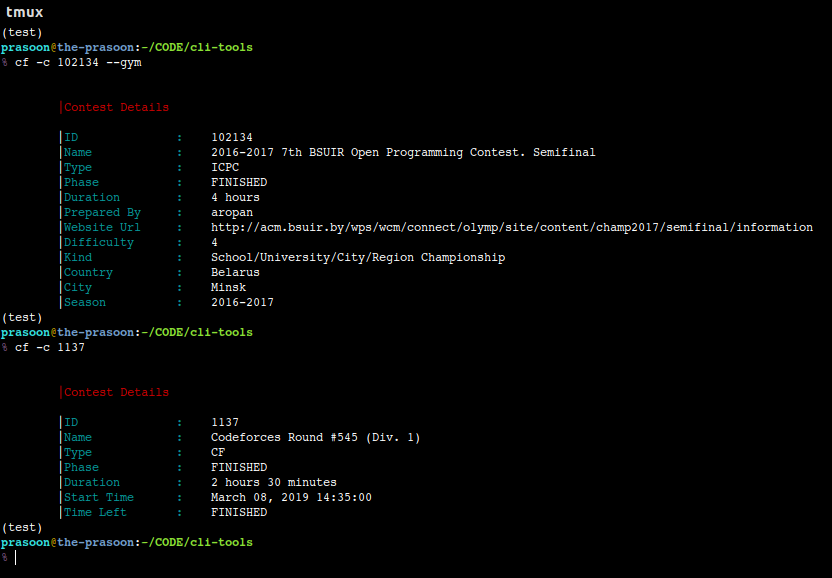 tmux
(test)
prasoon@the-prasoon:~/CODE/cli-tools
% cf -c 102134 --gym
|Contest Details
|ID : 102134
|Name : 2016-2017 7th BSUIR Open Programming Contest. Semifinal
|Type : ICPC
|Phase : FINISHED
|Duration : 4 hours
|Prepared By : aropan
|Website Url : http://acm.bsuir.by/wps/wcm/connect/olymp/site/content/champ2017/semifinal/information
|Difficulty : 4
|Kind : School/University/City/Region Championship
|Country : Belarus
|City : Minsk
|Season : 2016-2017
(test)
prasoon@the-prasoon:~/CODE/cli-tools
% cf -c 1137
|Contest Details
|ID : 1137
|Name : Codeforces Round #545 (Div. 1)
|Type : CF
|Phase : FINISHED
|Duration : 2 hours 30 minutes
|Start Time : March 08, 2019 14:35:00
|Time Left : FINISHED
(test)
prasoon@the-prasoon:~/CODE/cli-tools
%